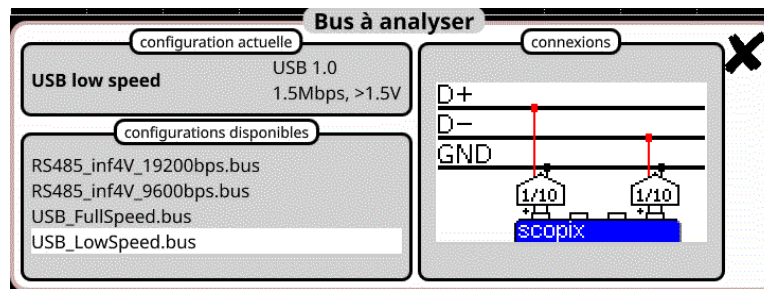 Bus à analyser
configuration actuelle
USB low speed
USB 1.0
1.5Mbps, >1.5V
configurations disponibles
RS485_inf4V_19200bps.bus
RS485_inf4V_9600bps.bus
USB_FullSpeed.bus
USB_LowSpeed.bus
connexions
D+
D−
GND
1/10 1/10
+ +
scopix